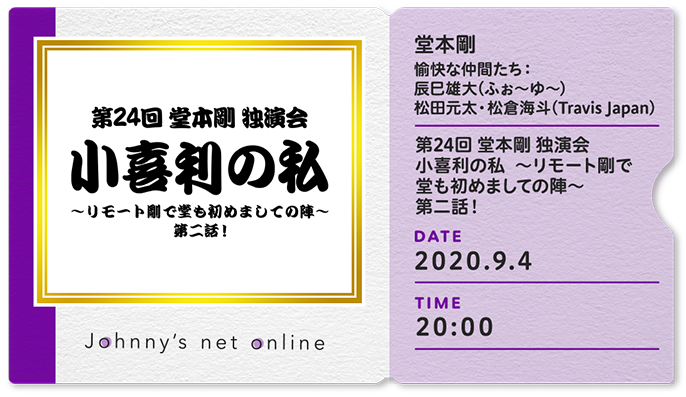 第24回 堂本剛 独演会
小喜利の私
～リモート剛で堂も初めましての陣～
第二話！
Johnny's net online
堂本剛
愉快な仲間たち：
辰巳雄大（ふぉ～ゆ～）
松田元太・松倉海斗（Travis Japan）
第24回 堂本剛 独演会
小喜利の私 ～リモート剛で
堂も初めましての陣～
第二話！
DATE
2020.9.4
TIME
20:00